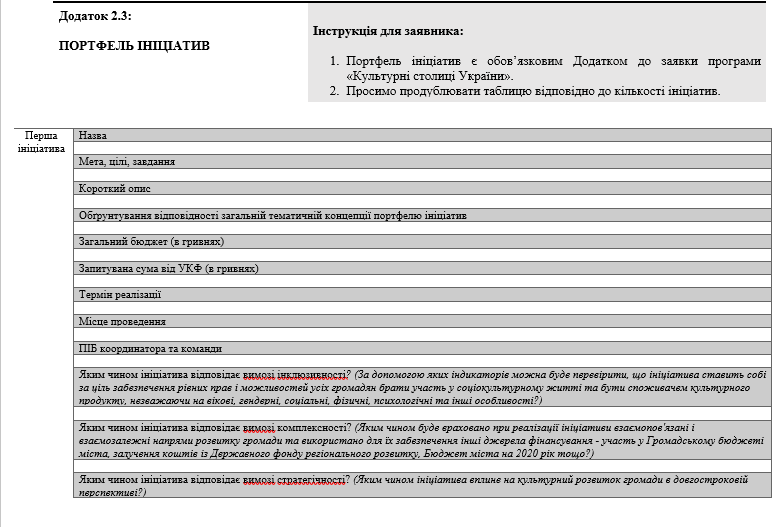 Додаток 2.3:
ПОРТФЕЛЬ ІНІЦІАТИВ
Інструкція для заявника:
1. Портфель ініціатив є обов’язковим Додатком до заявки програми
«Культурні столиці України».
2. Просимо продублювати таблицю відповідно до кількості ініціатив.
Перша
ініціатива
Назва
Мета, цілі, завдання
Короткий опис
Обґрунтування відповідності загальній тематичній концепції портфелю ініціатив
Загальний бюджет (в гривнях)
Запитувана сума від УКФ (в гривнях)
Термін реалізації
Місце проведення
ПІБ координатора та команди
Яким чином ініціатива відповідає вимозі інклюзивності? (За допомогою яких індикаторів можна буде перевірити, що ініціатива ставить собі
за ціль забезпечення рівних прав і можливостей усіх громадян брати участь у соціокультурному житті та бути споживачем культурного
продукту, незважаючи на вікові, гендерні, соціальні, фізичні, психологічні та інші особливості?)
Яким чином ініціатива відповідає вимозі комплексності? (Яким чином буде враховано при реалізації ініціативи взаємопов'язані і
взаємозалежні напрями розвитку громади та використано для їх забезпечення інші джерела фінансування - участь у Громадському бюджеті
міста, залучення коштів із Державного фонду регіонального розвитку, Бюджет міста на 2020 рік тощо?)
Яким чином ініціатива відповідає вимозі стратегічності? (Яким чином ініціатива вплине на культурний розвиток громади в довгостроковій
перспективі?)